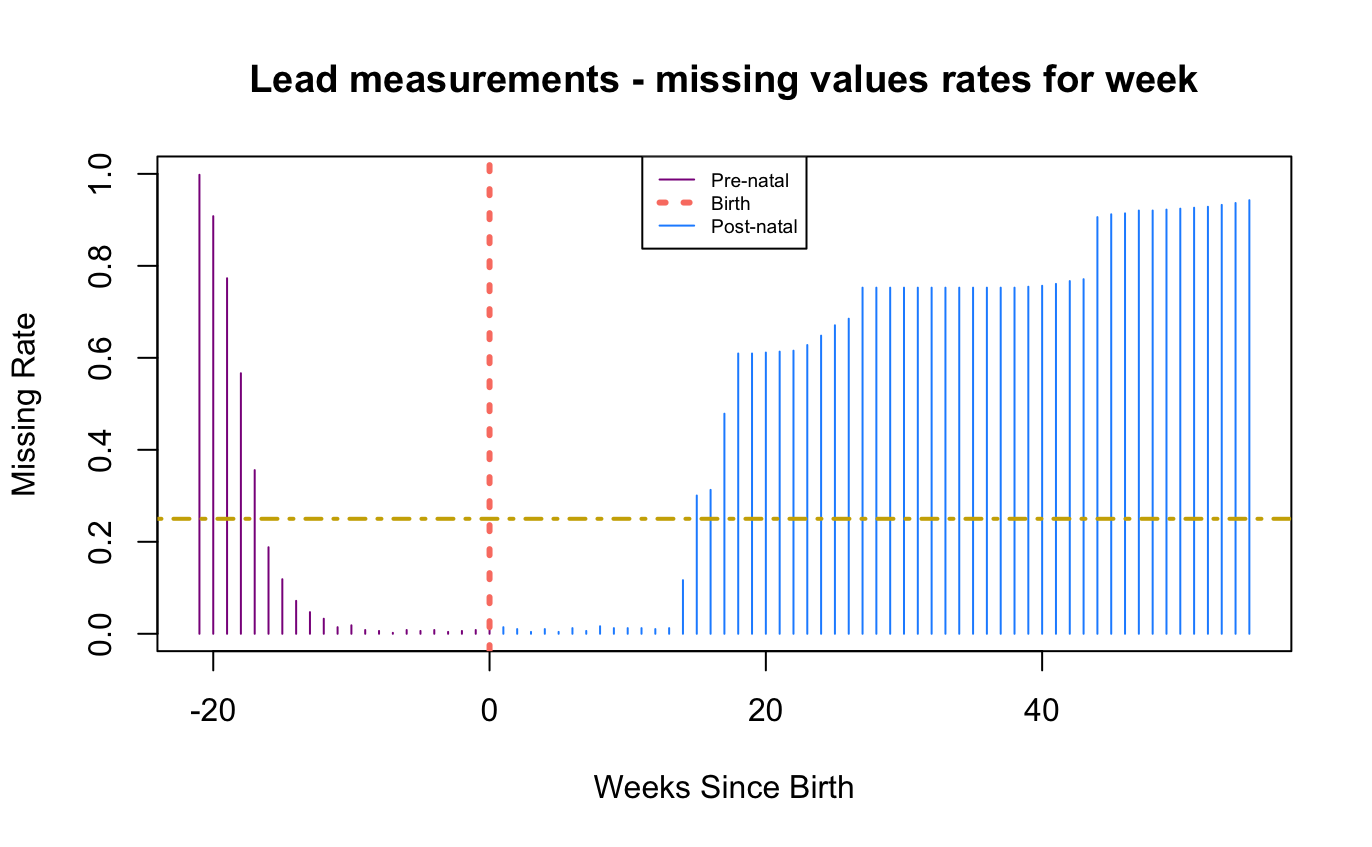 Lead measurements - missing values rates for week
Pre-natal
Birth
Post-natal
Missing Rate
1.0
0.8
0.6
0.4
0.2
0.0
-20
0
20
40
Weeks Since Birth